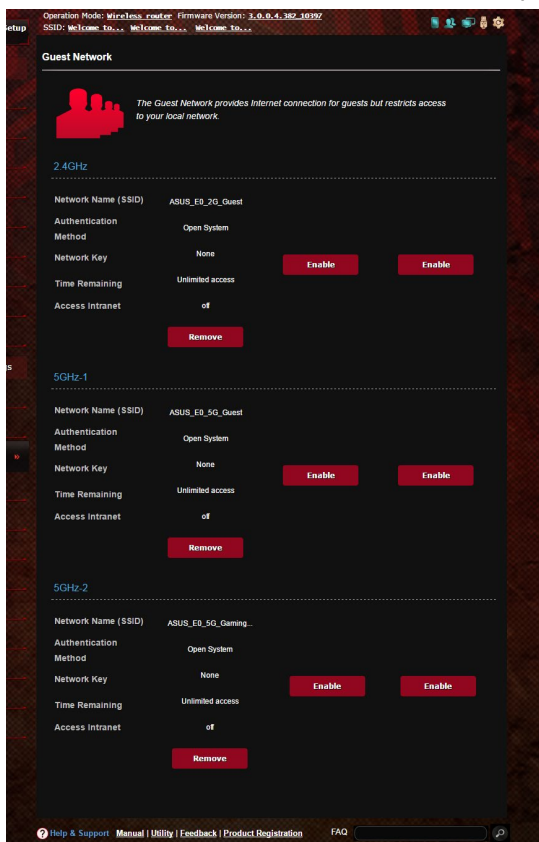 Operation Mode: Wireless router Firmware Version: 3.0.0.4.382_10397
SSID: Welcome to... Welcome to... Welcome to...
Guest Network
The Guest Network provides Internet connection for guests but restricts access
to your local network.
2.4GHz
Network Name (SSID) ASUS_E0_2G_Guest
Authentication
Method Open System
Network Key None
Enable Enable
Time Remaining Unlimited access
Access Intranet off
Remove
5GHz-1
Network Name (SSID) ASUS_E0_5G_Guest
Authentication
Method Open System
Network Key None
Enable Enable
Time Remaining Unlimited access
Access Intranet off
Remove
5GHz-2
Network Name (SSID) ASUS_E0_5G_Gaming...
Authentication
Method Open System
Network Key None
Enable Enable
Time Remaining Unlimited access
Access Intranet off
Remove
Help & Support Manual | Utility | Feedback | Product Registration FAQ